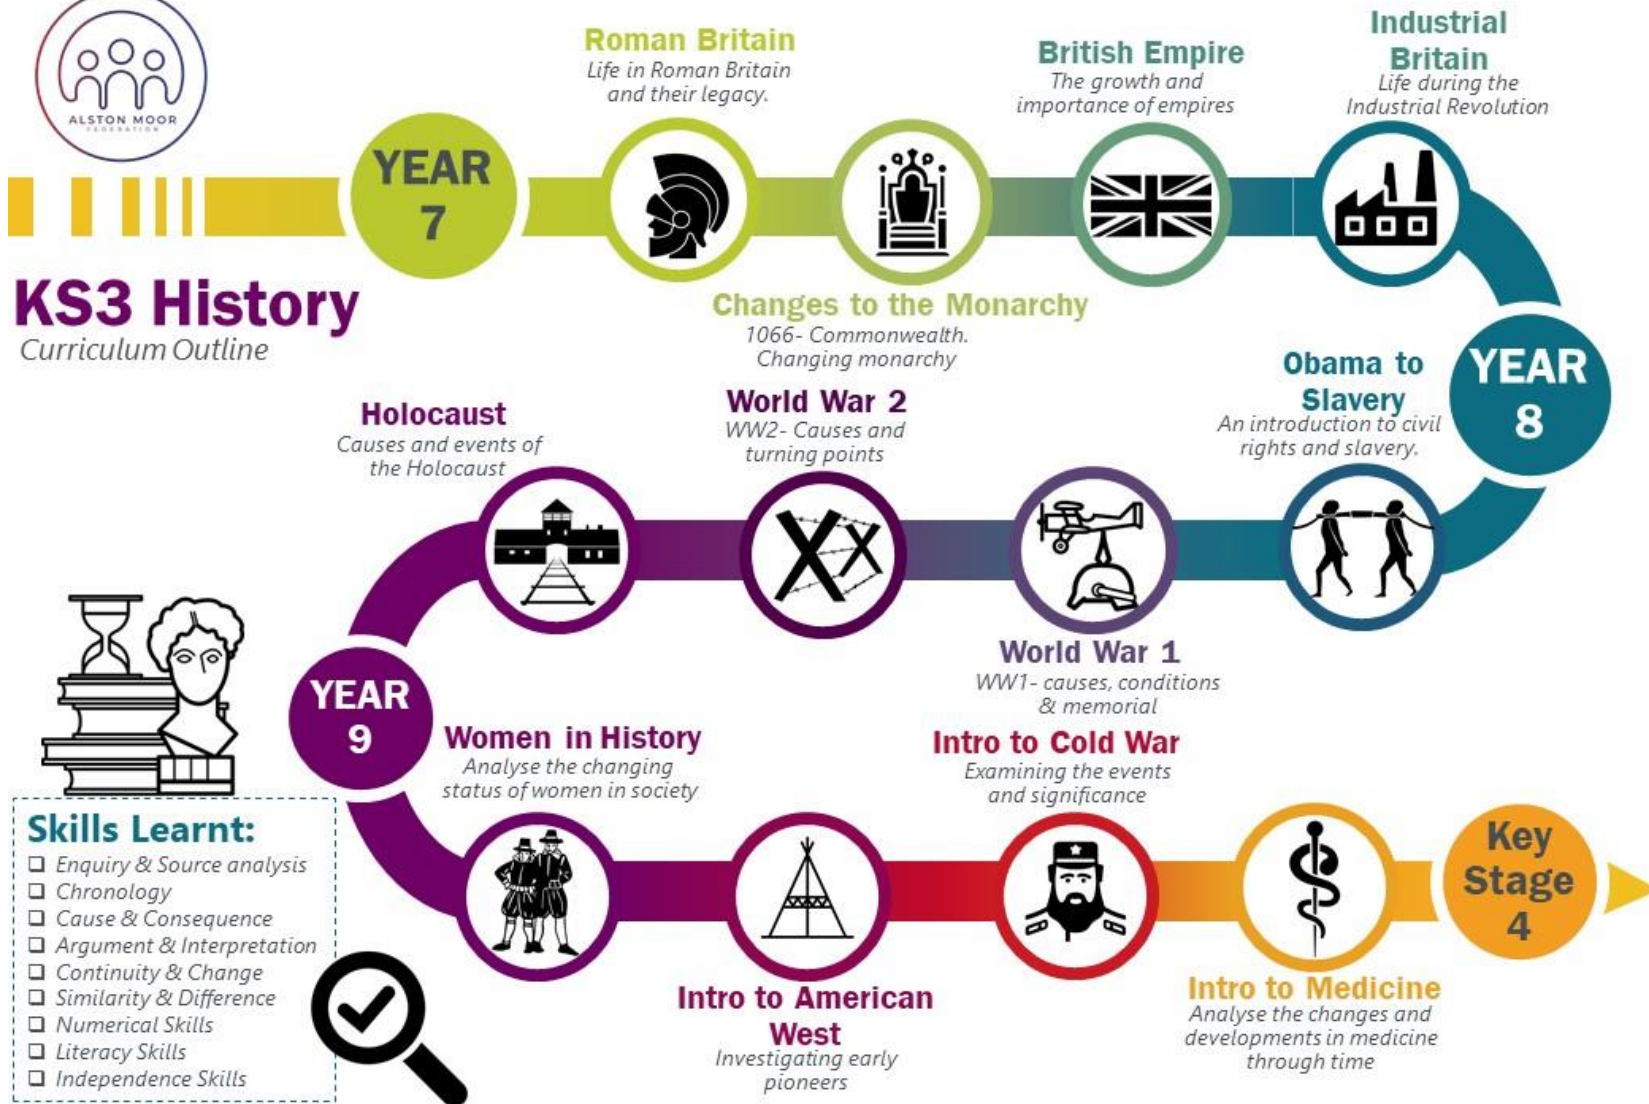 ALSTON MOOR
FEDERATION
KS3 History
Curriculum Outline
YEAR
7
Roman Britain
Life in Roman Britain
and their legacy.
Changes to the Monarchy
1066- Commonwealth.
Changing monarchy
British Empire
The growth and
importance of empires
Industrial
Britain
Life during the
Industrial Revolution
YEAR
8
Obama to
Slavery
An introduction to civil
rights and slavery.
World War 1
WW1- causes, conditions
& memorial
World War 2
WW2- Causes and
turning points
Holocaust
Causes and events of
the Holocaust
YEAR
9
Women in History
Analyse the changing
status of women in society
Intro to American
West
Investigating early
pioneers
Intro to Cold War
Examining the events
and significance
Intro to Medicine
Analyse the changes and
developments in medicine
through time
Key
Stage
4
Skills Learnt:
Enquiry & Source analysis
Chronology
Cause & Consequence
Argument & Interpretation
Continuity & Change
Similarity & Difference
Numerical Skills
Literacy Skills
Independence Skills